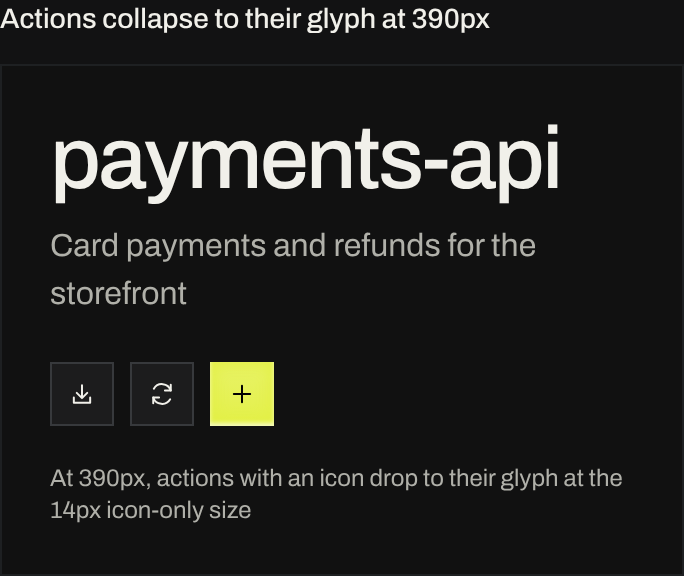 Actions collapse to their glyph at 390px
payments-api
Card payments and refunds for the
storefront
At 390px, actions with an icon drop to their glyph at the
14px icon-only size